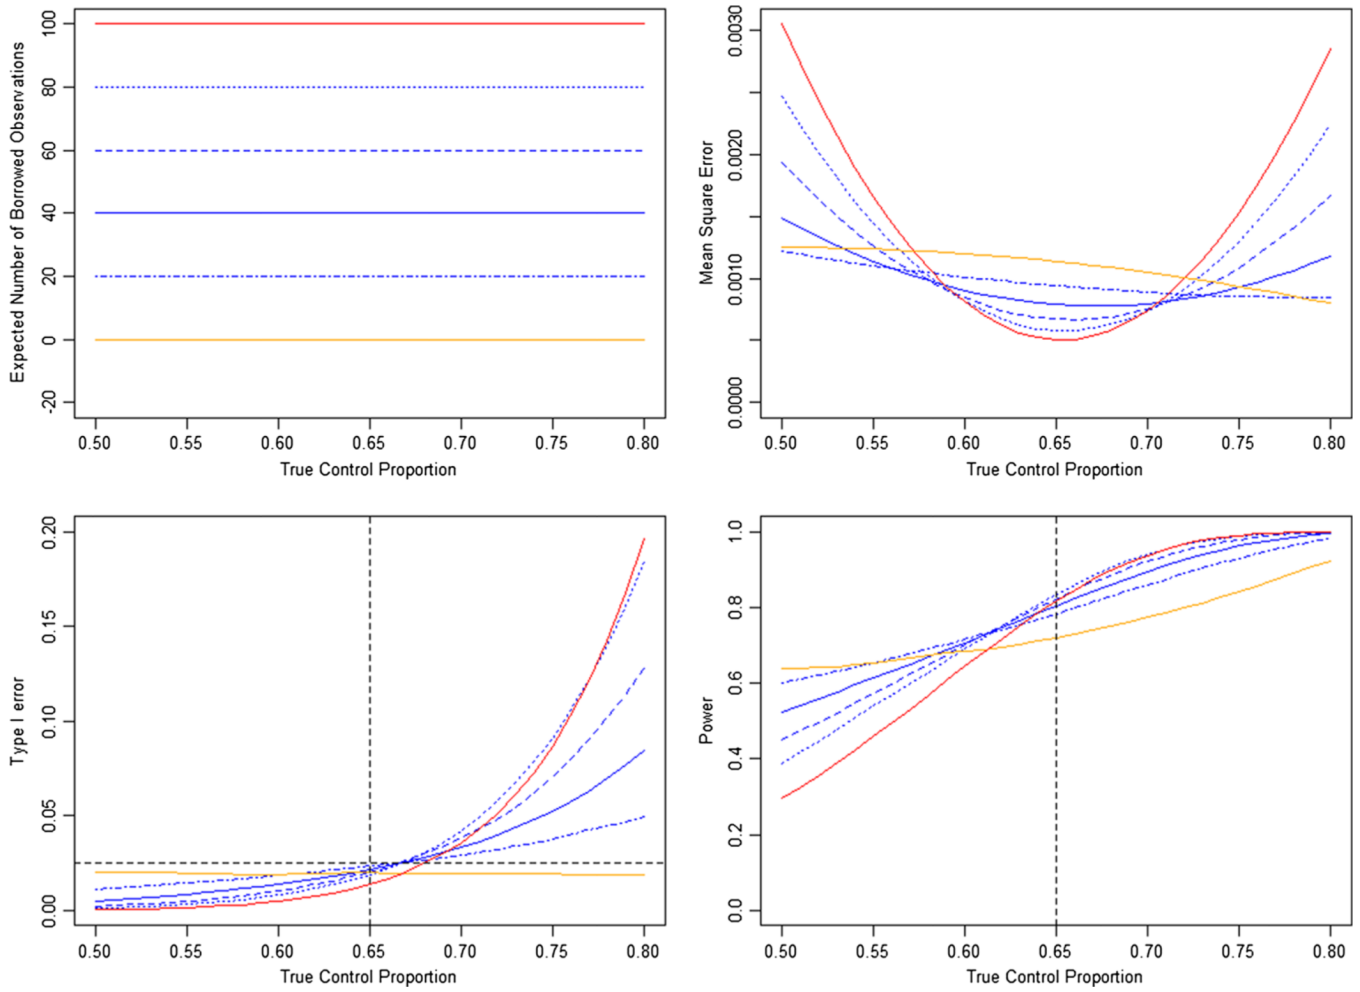 Expected Number of Borrowed Observations
100
80
60
40
20
0
-20
0.50 0.55 0.60 0.65 0.70 0.75 0.80
True Control Proportion
Mean Square Error
0.0030
0.0020
0.0010
0.0000
0.50 0.55 0.60 0.65 0.70 0.75 0.80
True Control Proportion
Type I error
0.20
0.15
0.10
0.05
0.00
0.50 0.55 0.60 0.65 0.70 0.75 0.80
True Control Proportion
Power
1.0
0.8
0.6
0.4
0.2
0.0
0.50 0.55 0.60 0.65 0.70 0.75 0.80
True Control Proportion